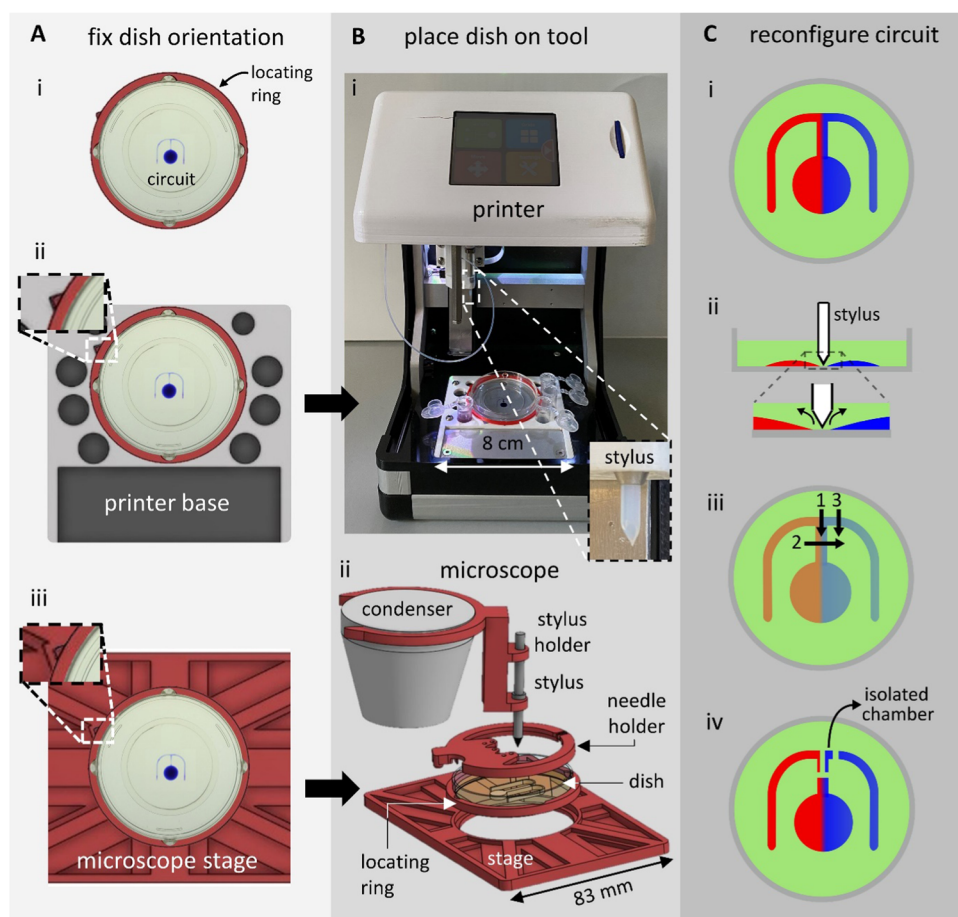 A fix dish orientation
i
locating
ring
circuit
ii
printer base
iii
microscope stage
B place dish on tool
i
printer
8 cm
stylus
ii
microscope
condenser
stylus
holder
stylus
needle
holder
dish
locating
ring
stage
83 mm
C reconfigure circuit
i
ii
stylus
iii
1 3
2
iv
isolated
chamber